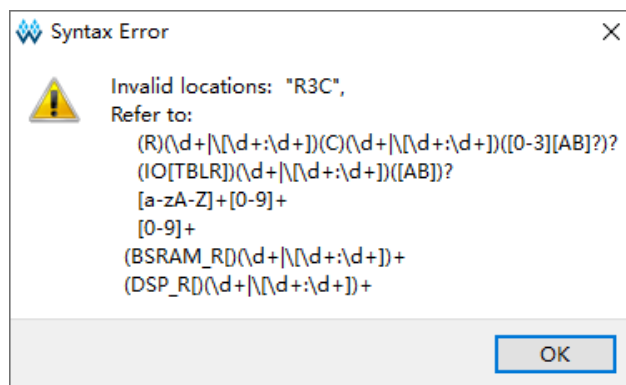 Syntax Error
Invalid locations: "R3C",
Refer to:
(R)(\d+|\[\d+:\d+])(C)(\d+|\[\d+:\d+])([0-3][AB]?)?
(IO[TBLR])(\d+|\[\d+:\d+])([AB])?
[a-zA-Z]+[0-9]+
[0-9]+
(BSRAM_R[)(\d+|\[\d+:\d+])+
(DSP_R[)(\d+|\[\d+:\d+])+
OK